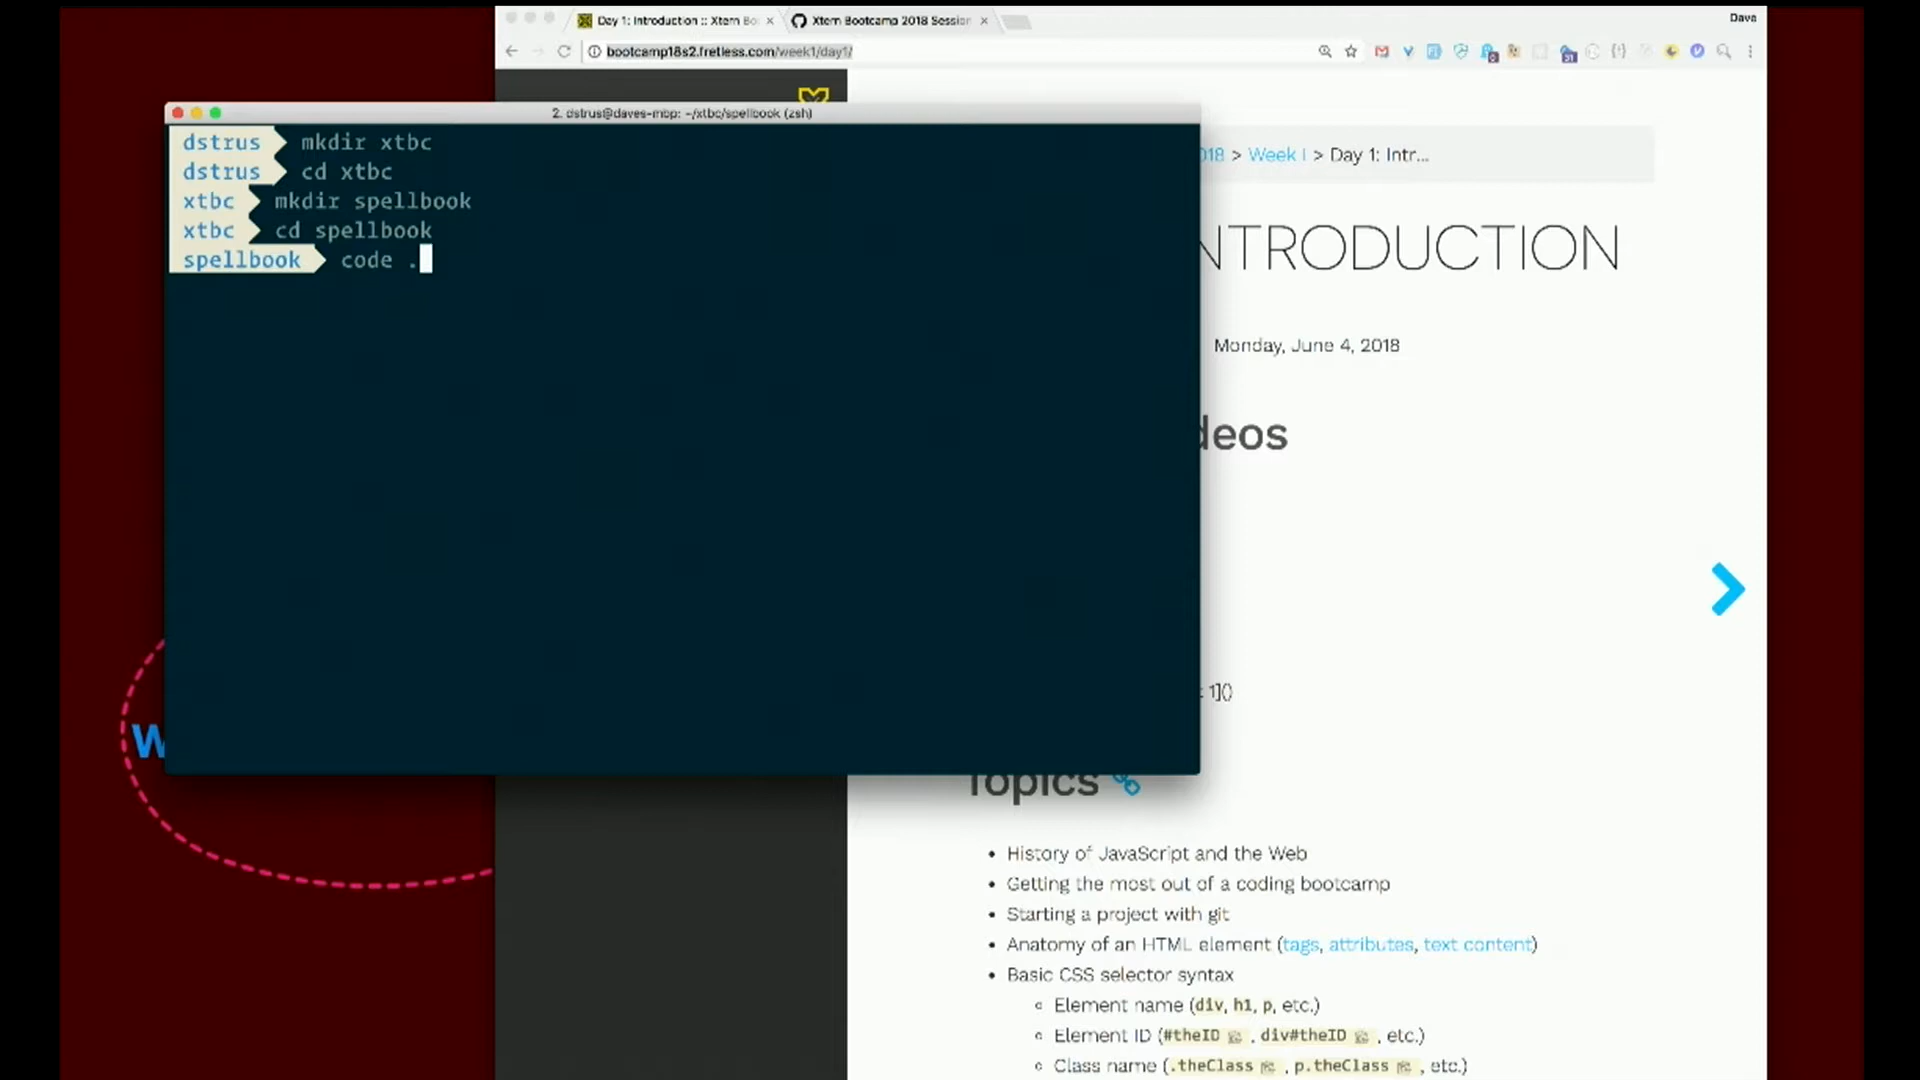 Day 1: Introduction :: Xtern Bo
Xtern Bootcamp 2018 Session
Dave
bootcamp18s2.fretless.com/week1/day1/
2. dstrus@daves-mbp: ~/xtbc/spellbook (zsh)
dstrus mkdir xtbc
dstrus cd xtbc
xtbc mkdir spellbook
xtbc cd spellbook
spellbook code .
018 > Week 1 > Day 1: Intr...
NTRODUCTION
Monday, June 4, 2018
deos
1]()
W
Topics
• History of JavaScript and the Web
• Getting the most out of a coding bootcamp
• Starting a project with git
• Anatomy of an HTML element (tags, attributes, text content)
• Basic CSS selector syntax
◦ Element name (div, h1, p, etc.)
◦ Element ID (#theID, div#theID, etc.)
◦ Class name (.theClass, p.theClass, etc.)